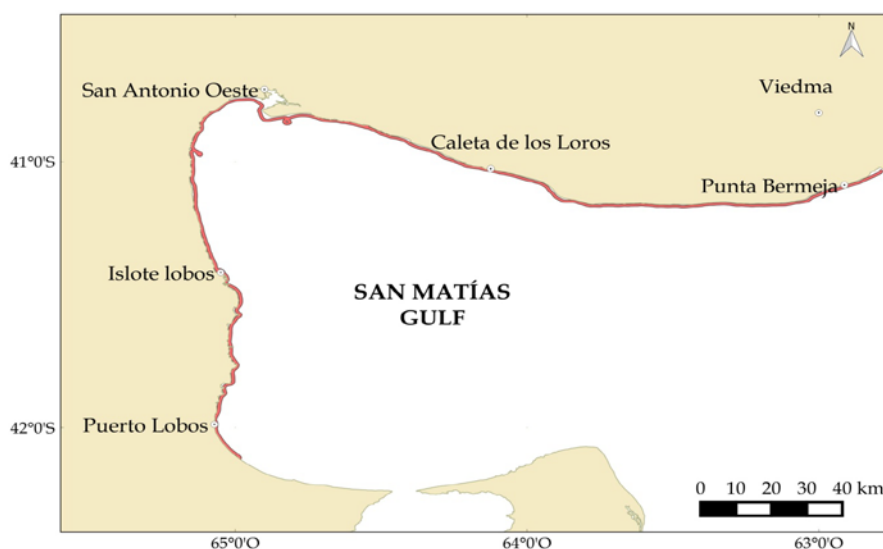 N
San Antonio Oeste
Viedma
Caleta de los Loros
41°0'S
Punta Bermeja
Islote lobos
SAN MATÍAS
GULF
42°0'S
Puerto Lobos
0 10 20 30 40 km
65°0'O
64°0'O
63°0'O